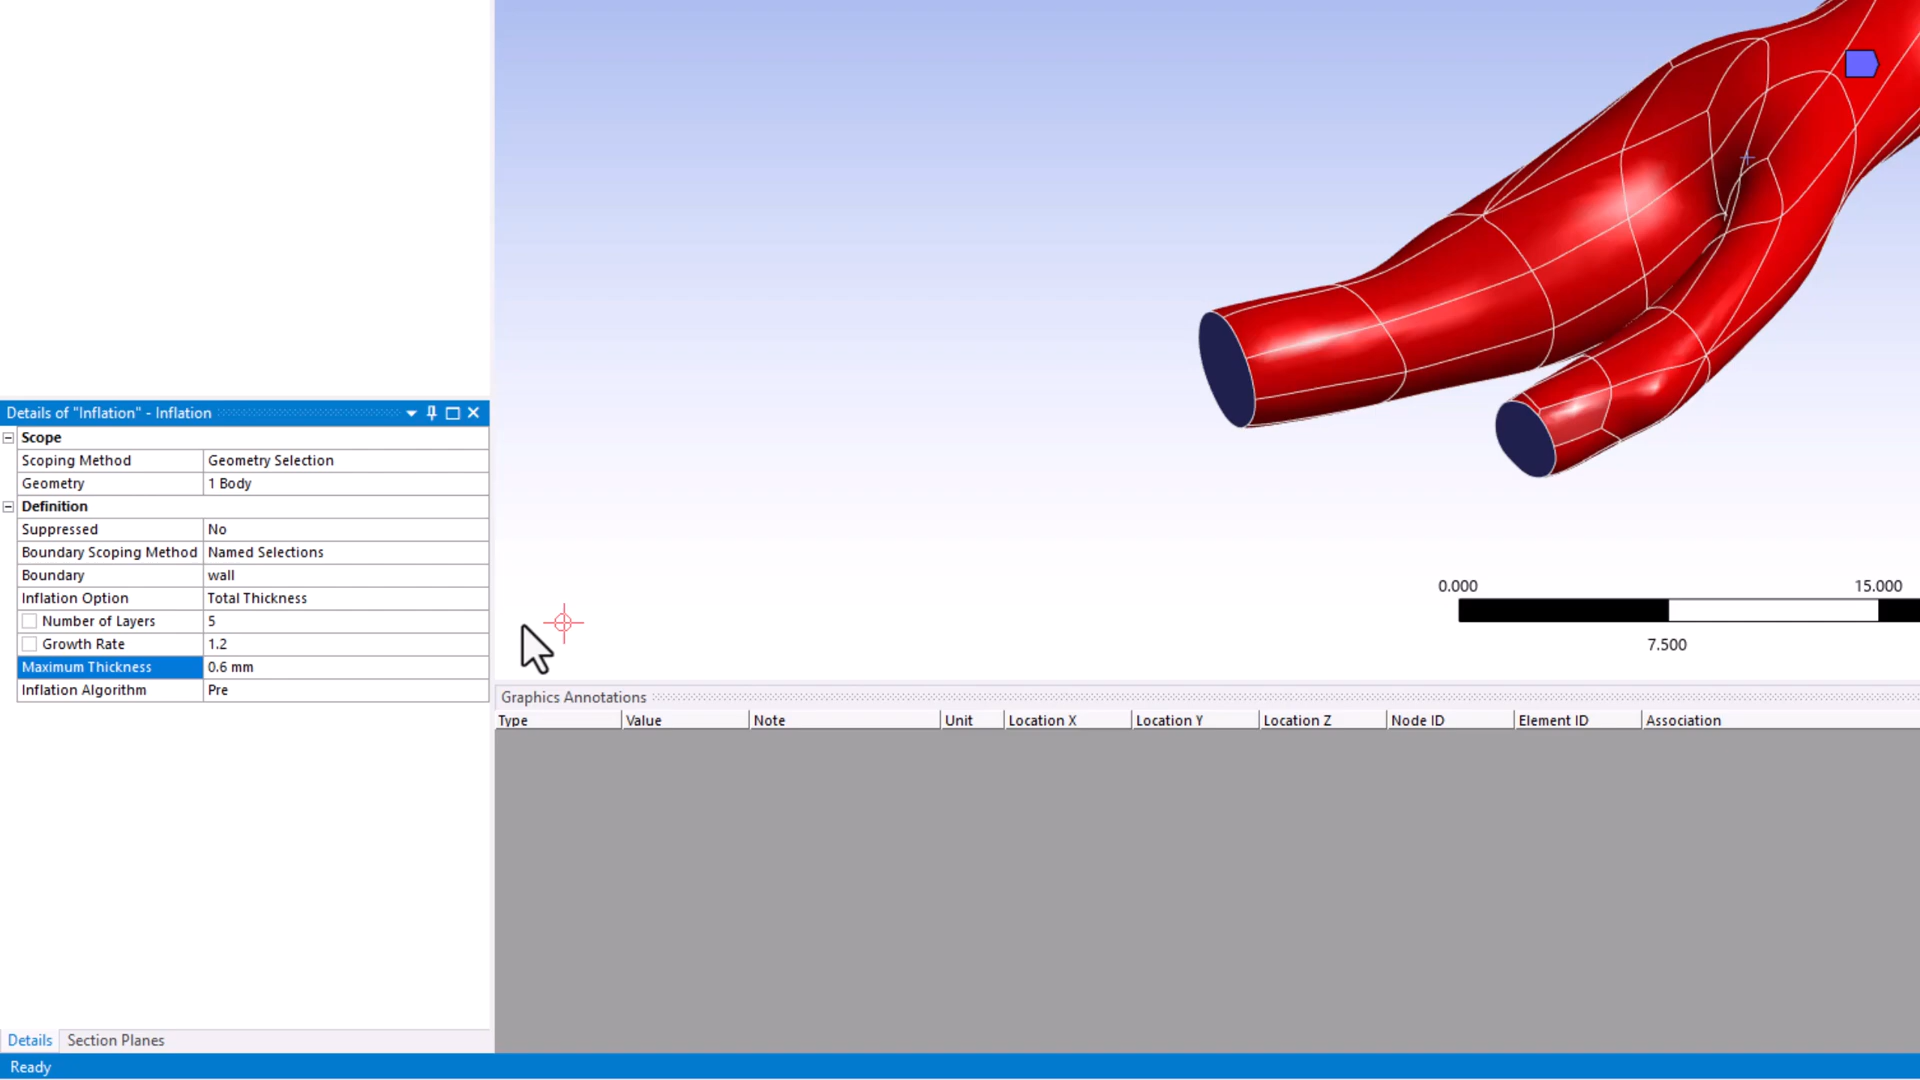 Details of "Inflation" - Inflation
Scope
Scoping Method Geometry Selection
Geometry 1 Body
Definition
Suppressed No
Boundary Scoping Method Named Selections
Boundary wall
Inflation Option Total Thickness
Number of Layers 5
Growth Rate 1.2
Maximum Thickness 0.6 mm
Inflation Algorithm Pre
0.000 15.000
7.500
Graphics Annotations
Type Value Note Unit Location X Location Y Location Z Node ID Element ID Association
Details Section Planes
Ready